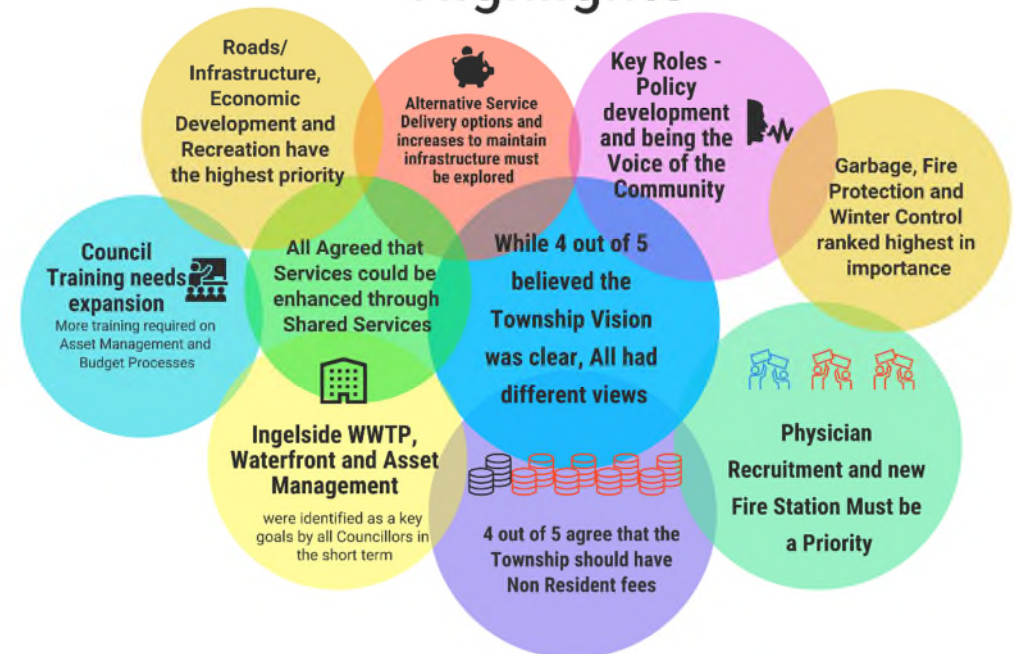 Highlights
Roads/
Infrastructure,
Economic
Development and
Recreation have
the highest priority
Alternative Service
Delivery options and
increases to maintain
infrastructure must
be explored
Key Roles -
Policy
development
and being the
Voice of the
Community
Garbage, Fire
Protection and
Winter Control
ranked highest in
importance
Council
Training needs
expansion
More training required on
Asset Management and
Budget Processes
All Agreed that
Services could be
enhanced through
Shared Services
While 4 out of 5
believed the
Township Vision
was clear, All had
different views
Ingelside WWTP,
Waterfront and Asset
Management
were identified as a key
goals by all Councillors in
the short term
4 out of 5 agree that the
Township should have
Non Resident fees
Physician
Recruitment and new
Fire Station Must be
a Priority